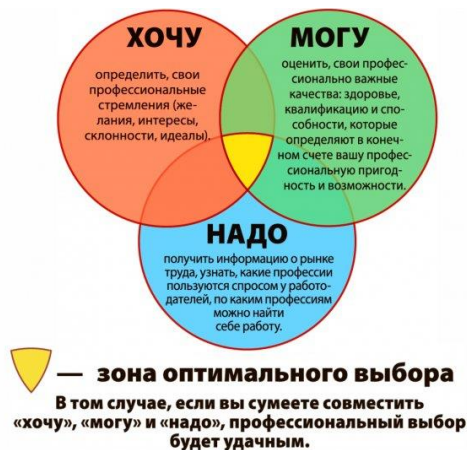 ХОЧУ
определить, свои
профессиональные
стремления (же-
лания, интересы,
склонности, идеалы).
МОГУ
оценить, свои профес-
сионально важные
качества: здоровье,
квалификацию и спо-
собности, которые
определяют в конеч-
ном счете вашу профес-
сиональную пригод-
ность и возможности.
НАДО
получить информацию о рынке
труда, узнать, какие профессии
пользуются спросом у работо-
дателей, по каким профессиям
можно найти
себе работу.
— зона оптимального выбора
В том случае, если вы сумеете совместить
«хочу», «могу» и «надо», профессиональный выбор
будет удачным.